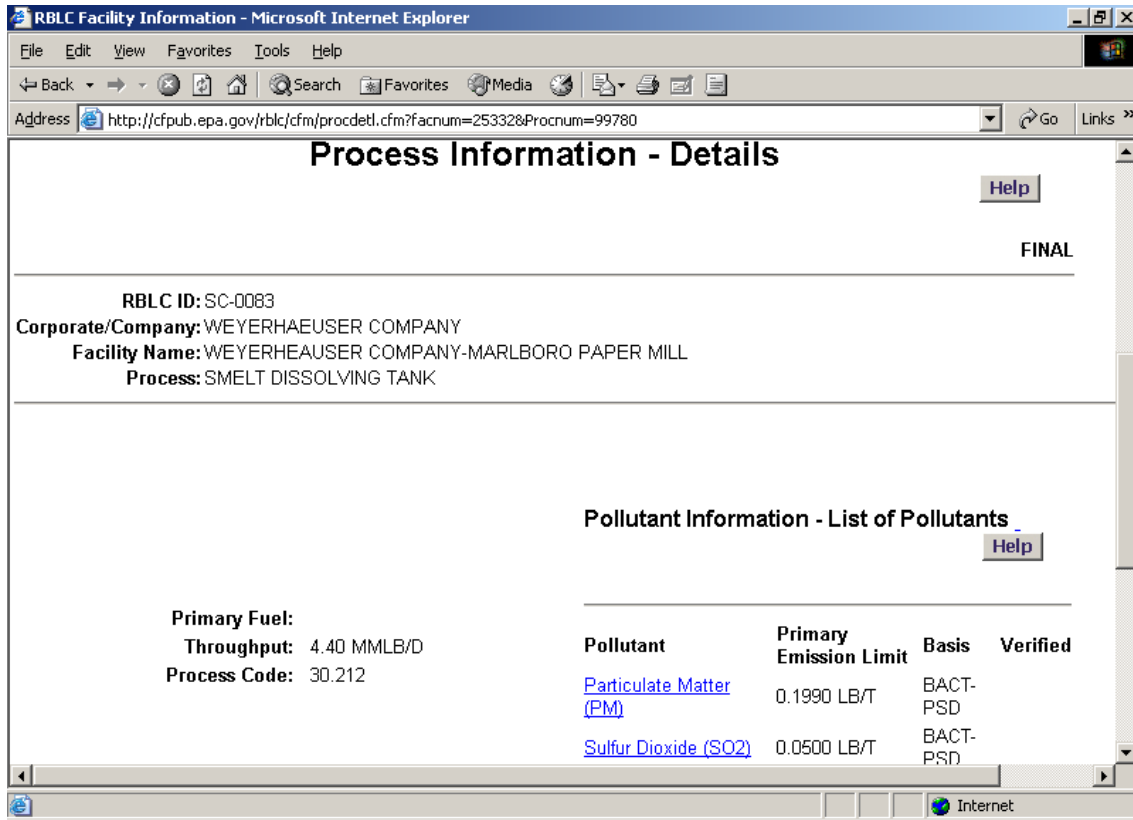 RBLC Facility Information - Microsoft Internet Explorer
File Edit View Favorites Tools Help
Back Search Favorites Media
Address http://cfpub.epa.gov/rblc/cfm/procdetl.cfm?facnum=25332&Procnum=99780 Go Links »
Process Information - Details
Help
FINAL
RBLC ID: SC-0083
Corporate/Company: WEYERHAEUSER COMPANY
Facility Name: WEYERHEAUSER COMPANY-MARLBORO PAPER MILL
Process: SMELT DISSOLVING TANK
Pollutant Information - List of Pollutants
Help
Primary Fuel:
Throughput: 4.40 MMLB/D
Process Code: 30.212
Pollutant Primary Emission Limit Basis Verified
Particulate Matter (PM) 0.1990 LB/T BACT-PSD
Sulfur Dioxide (SO2) 0.0500 LB/T BACT-PSD
Internet